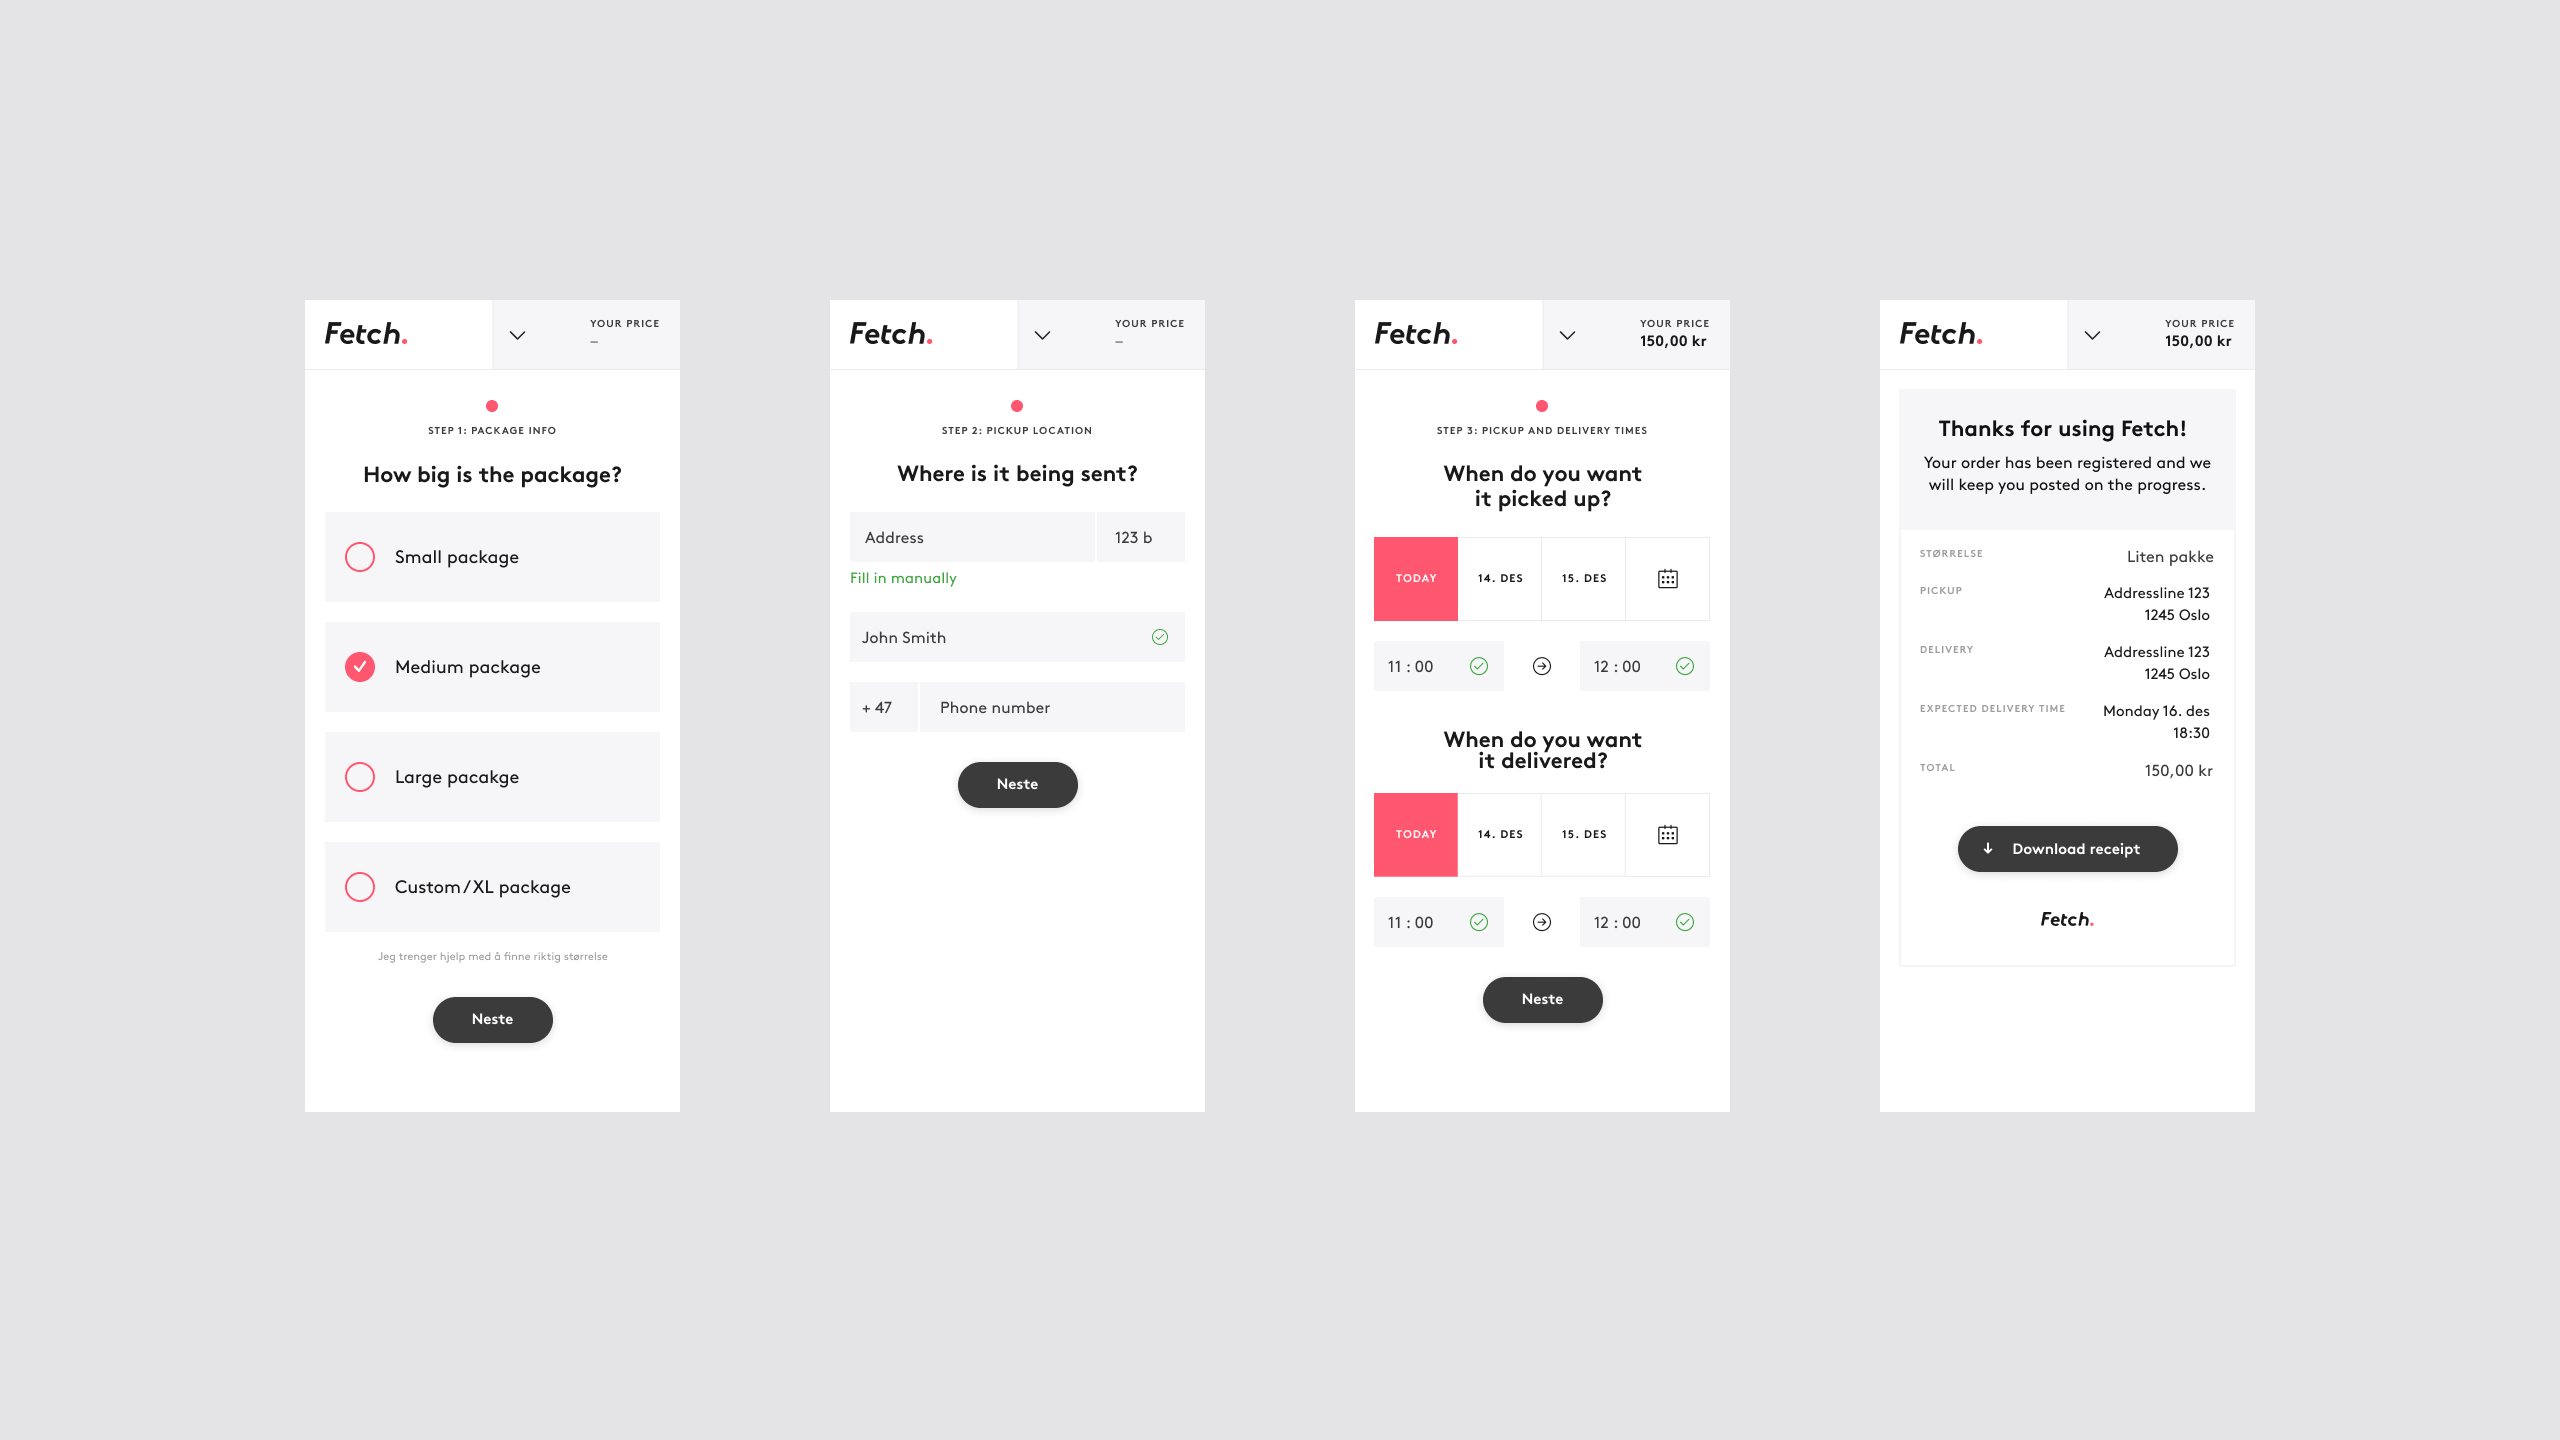 Fetch.
YOUR PRICE
–
STEP 1: PACKAGE INFO
How big is the package?
Small package
Medium package
Large pacakge
Custom/XL package
Jeg trenger hjelp med å finne riktig størrelse
Neste
Fetch.
YOUR PRICE
–
STEP 2: PICKUP LOCATION
Where is it being sent?
Address 123 b
Fill in manually
John Smith
+ 47 Phone number
Neste
Fetch.
YOUR PRICE
150,00 kr
STEP 3: PICKUP AND DELIVERY TIMES
When do you want
it picked up?
TODAY 14. DES 15. DES
11 : 00 12 : 00
When do you want
it delivered?
TODAY 14. DES 15. DES
11 : 00 12 : 00
Neste
Fetch.
YOUR PRICE
150,00 kr
Thanks for using Fetch!
Your order has been registered and we
will keep you posted on the progress.
STØRRELSE Liten pakke
PICKUP Addressline 123
1245 Oslo
DELIVERY Addressline 123
1245 Oslo
EXPECTED DELIVERY TIME Monday 16. des
18:30
TOTAL 150,00 kr
Download receipt
Fetch.